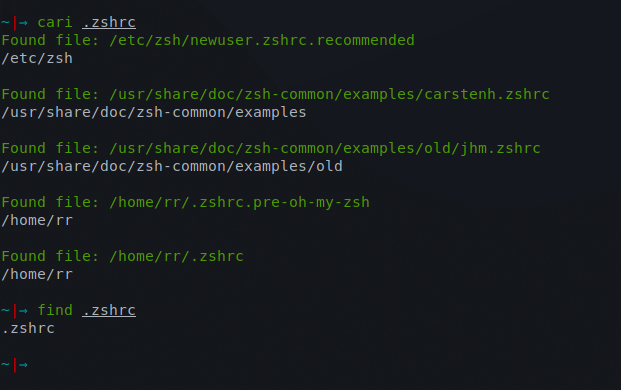 ~|→ cari .zshrc
Found file: /etc/zsh/newuser.zshrc.recommended
/etc/zsh
Found file: /usr/share/doc/zsh-common/examples/carstenh.zshrc
/usr/share/doc/zsh-common/examples
Found file: /usr/share/doc/zsh-common/examples/old/jhm.zshrc
/usr/share/doc/zsh-common/examples/old
Found file: /home/rr/.zshrc.pre-oh-my-zsh
/home/rr
Found file: /home/rr/.zshrc
/home/rr
~|→ find .zshrc
.zshrc
~|→